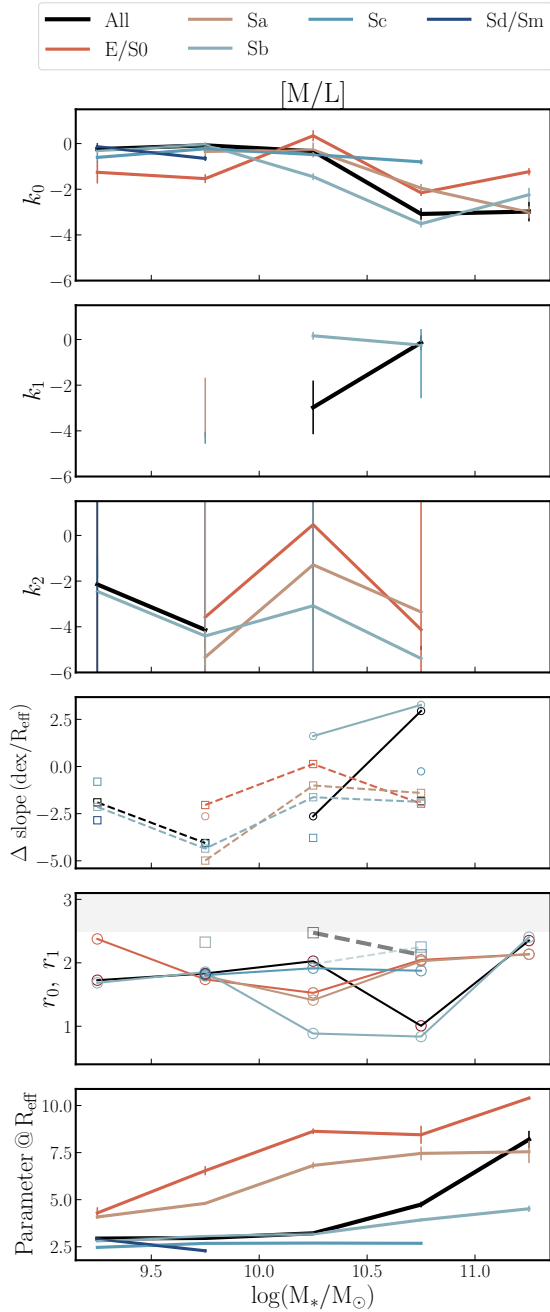 All Sa Sc Sd/Sm
E/S0 Sb
[M/L]
0
−2
−4
−6
k0
0
−2
−4
−6
k1
0
−2
−4
−6
k2
2.5
0.0
−2.5
−5.0
Δ slope (dex/R_eff)
3
2
1
r0, r1
10.0
7.5
5.0
2.5
Parameter @ R_eff
9.5 10.0 10.5 11.0
log(M*/M⊙)